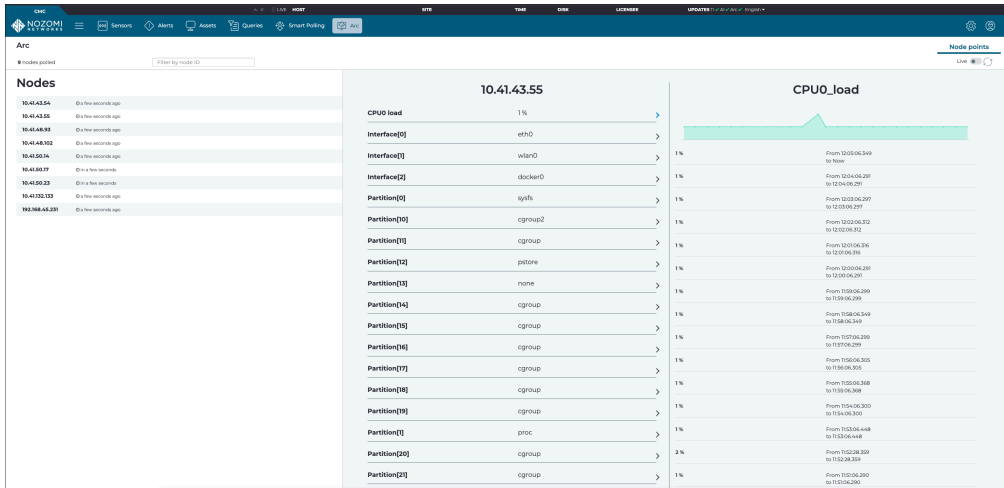 CMC
LIVE HOST SITE TIME DISK LICENSEE UPDATES TI ✓ AI ✓ Arc ✓ English
NOZOMI NETWORKS Sensors Alerts Assets Queries Smart Polling Arc
Arc
Node points
9 nodes polled Filter by node ID Live
Nodes
10.41.43.54 a few seconds ago
10.41.43.55 a few seconds ago
10.41.48.93 a few seconds ago
10.41.48.102 a few seconds ago
10.41.50.14 a few seconds ago
10.41.50.17 in a few seconds
10.41.50.23 in a few seconds
10.41.132.133 a few seconds ago
192.168.45.231 a few seconds ago
10.41.43.55
CPU0 load 1 %
Interface[0] eth0
Interface[1] wlan0
Interface[2] docker0
Partition[0] sysfs
Partition[10] cgroup2
Partition[11] cgroup
Partition[12] pstore
Partition[13] none
Partition[14] cgroup
Partition[15] cgroup
Partition[16] cgroup
Partition[17] cgroup
Partition[18] cgroup
Partition[19] cgroup
Partition[1] proc
Partition[20] cgroup
Partition[21] cgroup
CPU0_load
1 % From 12:05:06.349
to Now
1 % From 12:04:06.291
to 12:04:06.291
1 % From 12:03:06.297
to 12:03:06.297
1 % From 12:02:06.312
to 12:02:06.312
1 % From 12:01:06.316
to 12:01:06.316
1 % From 12:00:06.291
to 12:00:06.291
1 % From 11:59:06.299
to 11:59:06.299
1 % From 11:58:06.349
to 11:58:06.349
1 % From 11:57:06.299
to 11:57:06.299
1 % From 11:56:06.305
to 11:56:06.305
1 % From 11:55:06.368
to 11:55:06.368
1 % From 11:54:06.300
to 11:54:06.300
1 % From 11:53:06.448
to 11:53:06.448
2 % From 11:52:28.359
to 11:52:28.359
1 % From 11:51:06.290
to 11:51:06.290